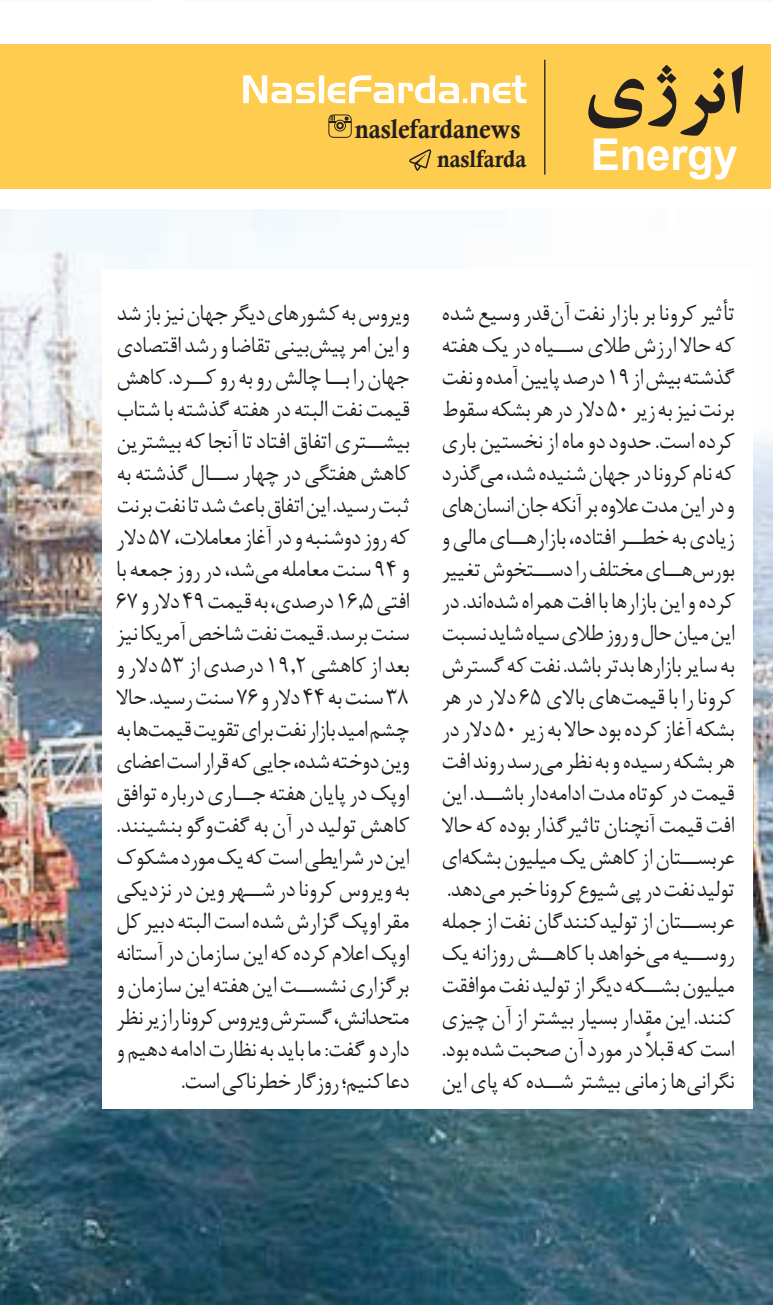 انرژی
Energy
NasleFarda.net
naslefardanews
naslfarda
تأثیر کرونا بر بازار نفت آن‌قدر وسیع شده
که حالا ارزش طلای سیاه در یک هفته
گذشته بیش از ۱۹ درصد پایین آمده و نفت
برنت نیز به زیر ۵۰ دلار در هر بشکه سقوط
کرده است. حدود دو ماه از نخستین باری
که نام کرونا در جهان شنیده شد، می‌گذرد
و در این مدت علاوه بر آنکه جان انسان‌های
زیادی به خطر افتاده، بازارهای مالی و
بورس‌های مختلف را دستخوش تغییر
کرده و این بازارها با افت همراه شده‌اند. در
این میان حال و روز طلای سیاه شاید نسبت
به سایر بازارها بدتر باشد. نفت که گسترش
کرونا را با قیمت‌های بالای ۶۵ دلار در هر
بشکه آغاز کرده بود حالا به زیر ۵۰ دلار در
هر بشکه رسیده و به نظر می‌رسد روند افت
قیمت در کوتاه مدت ادامه‌دار باشد. این
افت قیمت آنچنان تاثیرگذار بوده که حالا
عربستان از کاهش یک میلیون بشکه‌ای
تولید نفت در پی شیوع کرونا خبر می‌دهد.
عربستان از تولیدکنندگان نفت از جمله
روسیه می‌خواهد با کاهش روزانه یک
میلیون بشکه دیگر از تولید نفت موافقت
کنند. این مقدار بسیار بیشتر از آن چیزی
است که قبلاً در مورد آن صحبت شده بود.
نگرانی‌ها زمانی بیشتر شده که پای این
ویروس به کشورهای دیگر جهان نیز باز شد
و این امر پیش‌بینی تقاضا و رشد اقتصادی
جهان را با چالش رو به رو کرد. کاهش
قیمت نفت البته در هفته گذشته با شتاب
بیشتری اتفاق افتاد تا آنجا که بیشترین
کاهش هفتگی در چهار سال گذشته به
ثبت رسید. این اتفاق باعث شد تا نفت برنت
که روز دوشنبه و در آغاز معاملات، ۵۷ دلار
و ۹۴ سنت معامله می‌شد، در روز جمعه با
افتی ۱۶٫۵ درصدی، به قیمت ۴۹ دلار و ۶۷
سنت برسد. قیمت نفت شاخص آمریکا نیز
بعد از کاهشی ۱۹٫۲ درصدی از ۵۳ دلار و
۳۸ سنت به ۴۴ دلار و ۷۶ سنت رسید. حالا
چشم امید بازار نفت برای تقویت قیمت‌ها به
وین دوخته شده، جایی که قرار است اعضای
اوپک در پایان هفته جاری درباره توافق
کاهش تولید در آن به گفت‌وگو بنشینند.
این در شرایطی است که یک مورد مشکوک
به ویروس کرونا در شهر وین در نزدیکی
مقر اوپک گزارش شده است البته دبیر کل
اوپک اعلام کرده که این سازمان در آستانه
برگزاری نشست این هفته این سازمان و
متحدانش، گسترش ویروس کرونا را زیر نظر
دارد و گفت: ما باید به نظارت ادامه دهیم و
دعا کنیم؛ روزگار خطرناکی است.